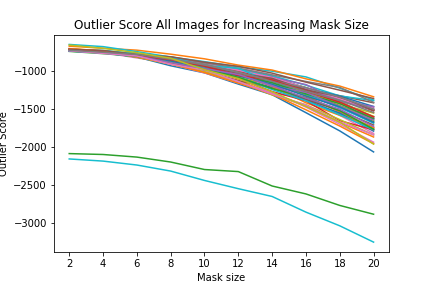 Outlier Score All Images for Increasing Mask Size
Outlier Score
−1000
−1500
−2000
−2500
−3000
2 4 6 8 10 12 14 16 18 20
Mask size